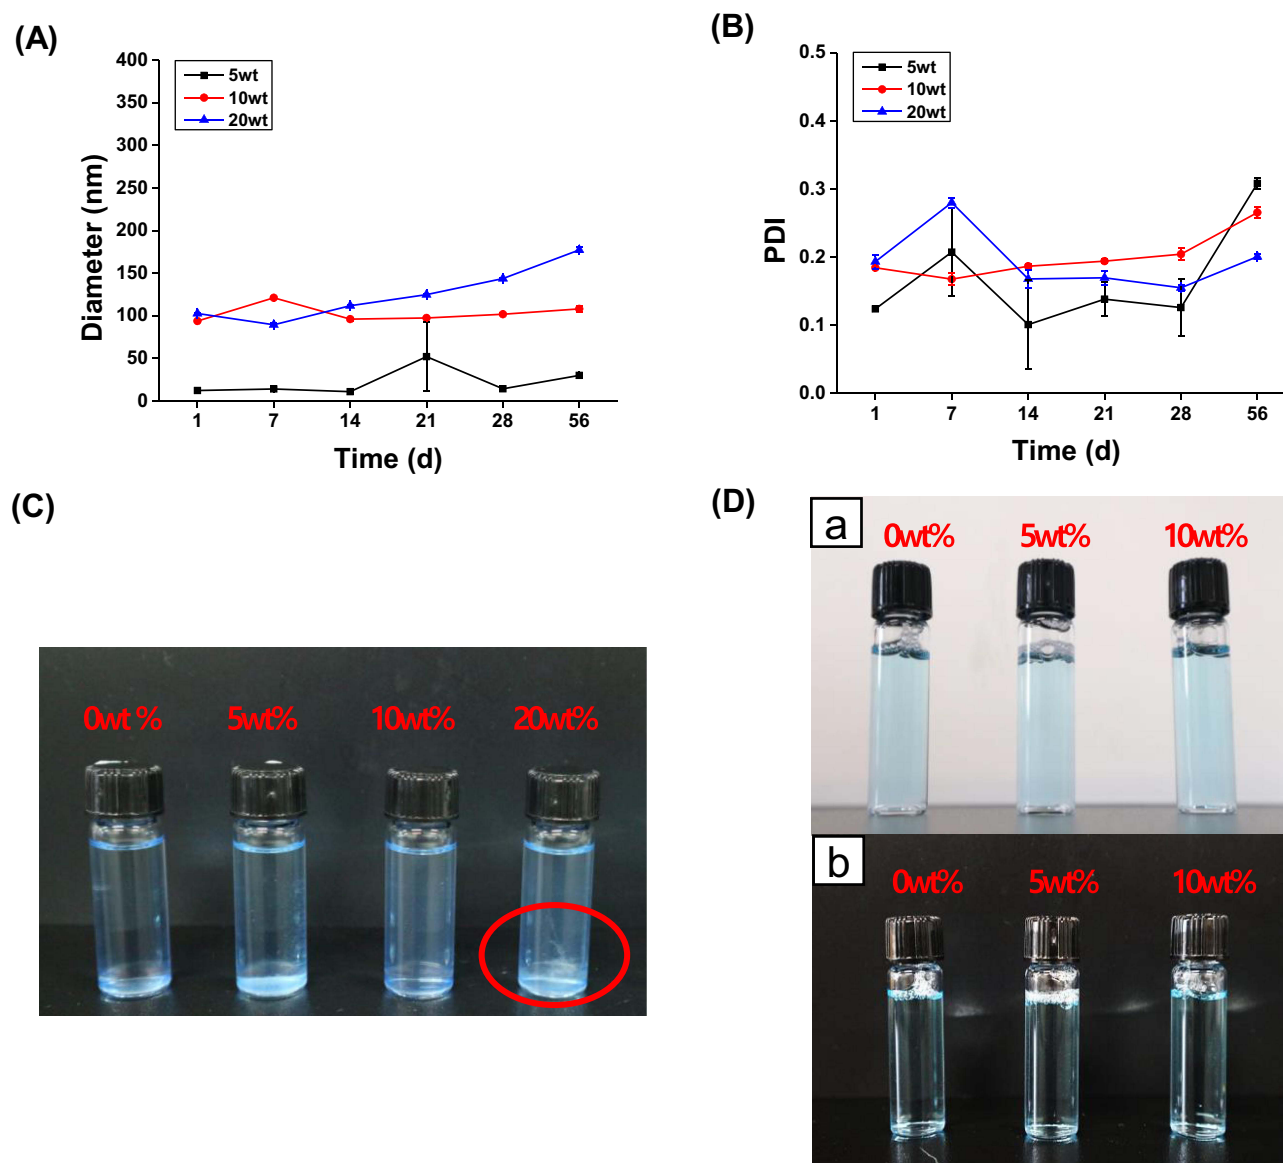 (A)
400
350
300
250
200
150
100
50
0
Diameter (nm)
5wt
10wt
20wt
1 7 14 21 28 56
Time (d)
(B)
0.5
0.4
0.3
0.2
0.1
0.0
PDI
5wt
10wt
20wt
1 7 14 21 28 56
Time (d)
(C)
0wt % 5wt% 10wt% 20wt%
(D)
a
0wt% 5wt% 10wt%
b
0wt% 5wt% 10wt%